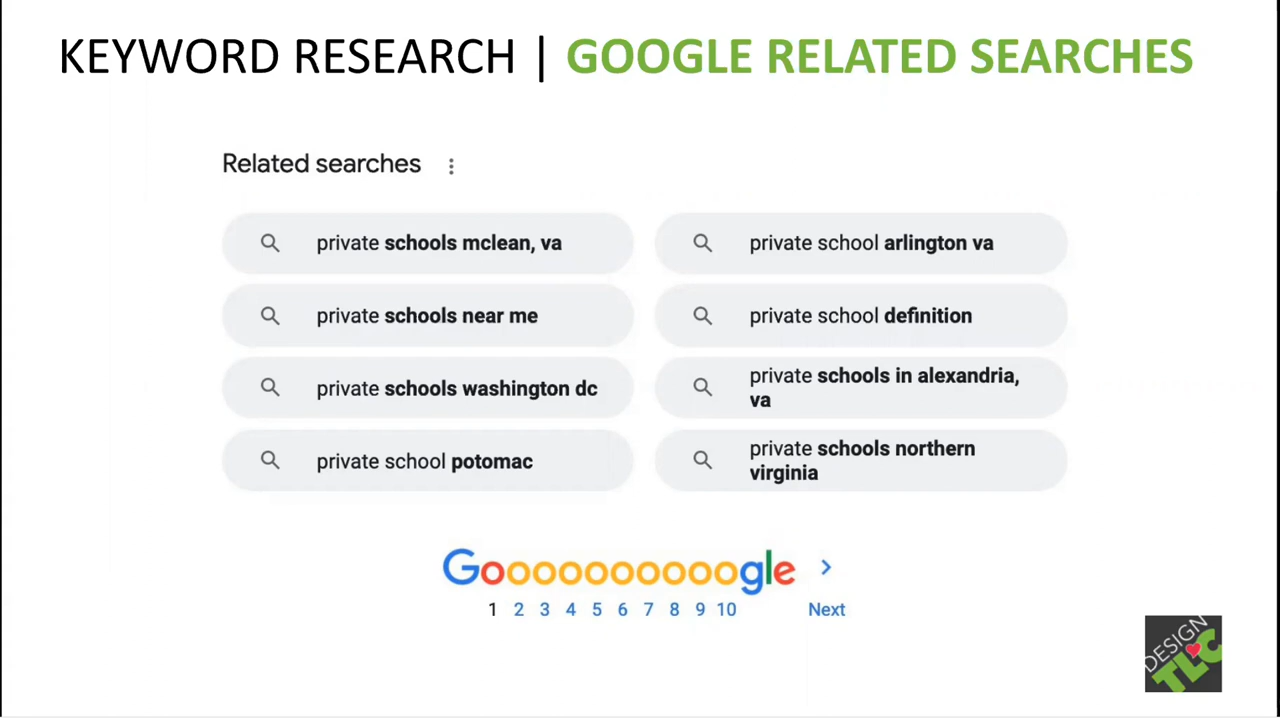 KEYWORD RESEARCH | GOOGLE RELATED SEARCHES
Related searches
private schools mclean, va
private school arlington va
private schools near me
private school definition
private schools washington dc
private schools in alexandria,
va
private school potomac
private schools northern
virginia
Goooooooooogle
1 2 3 4 5 6 7 8 9 10 Next
DESIGN
TLC